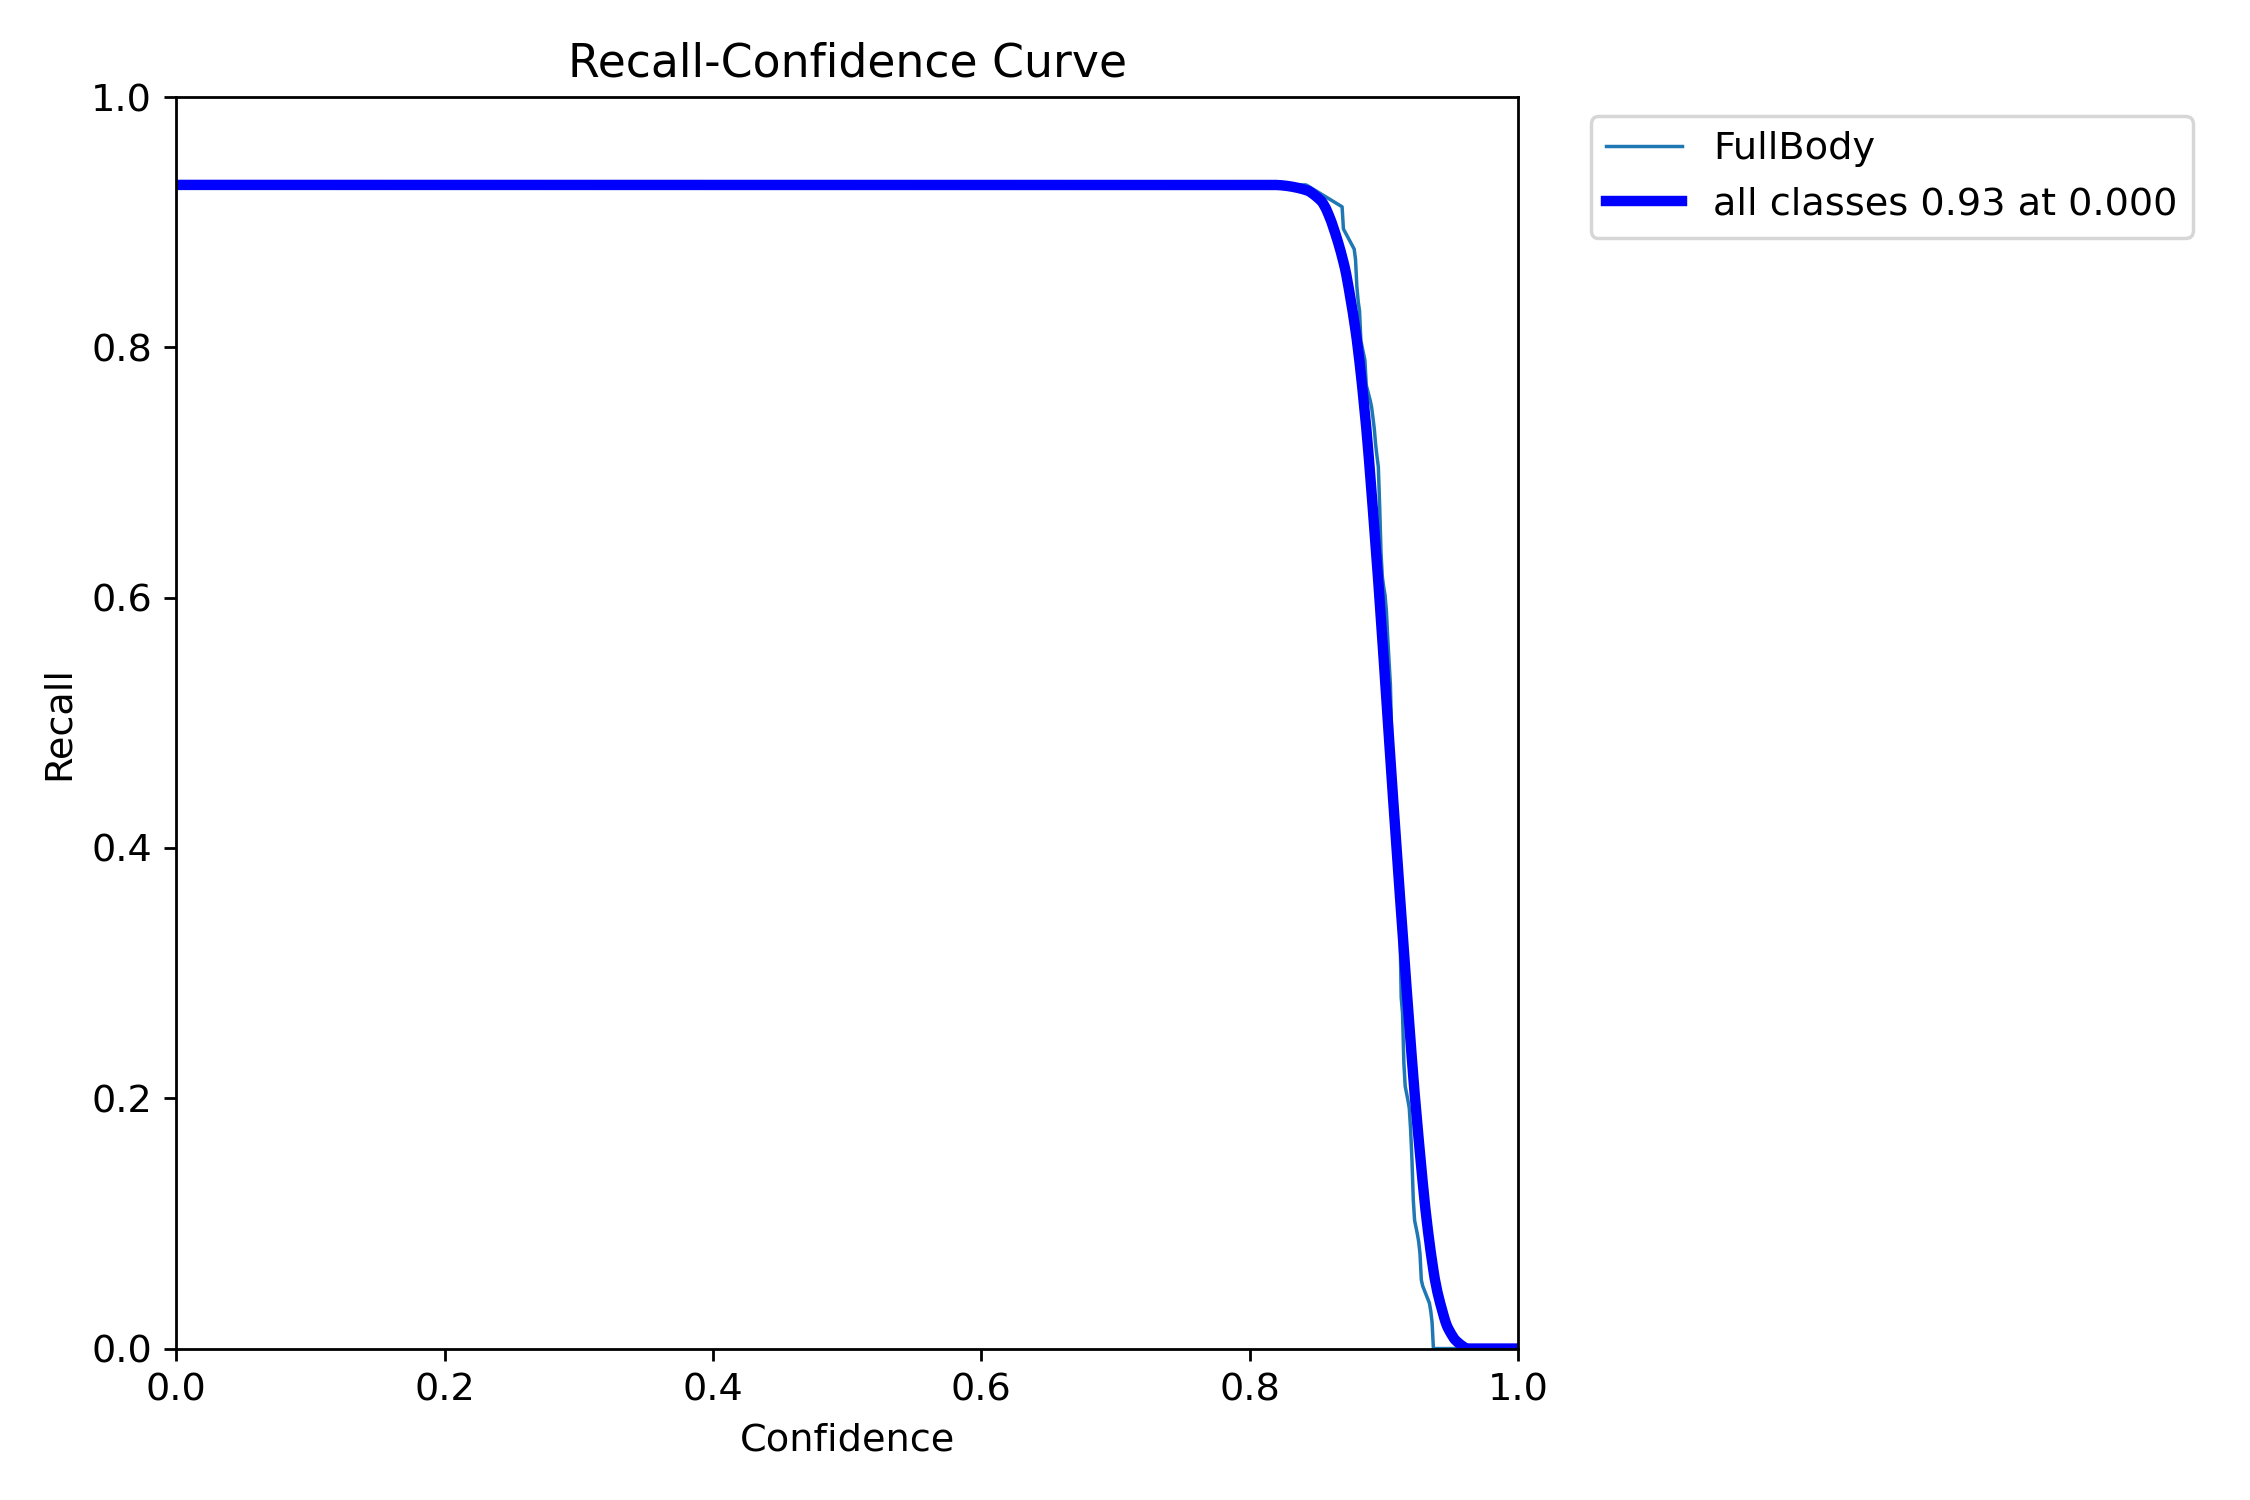 Recall-Confidence Curve
1.0
0.8
0.6
0.4
0.2
0.0
Recall
0.0 0.2 0.4 0.6 0.8 1.0
Confidence
FullBody
all classes 0.93 at 0.000